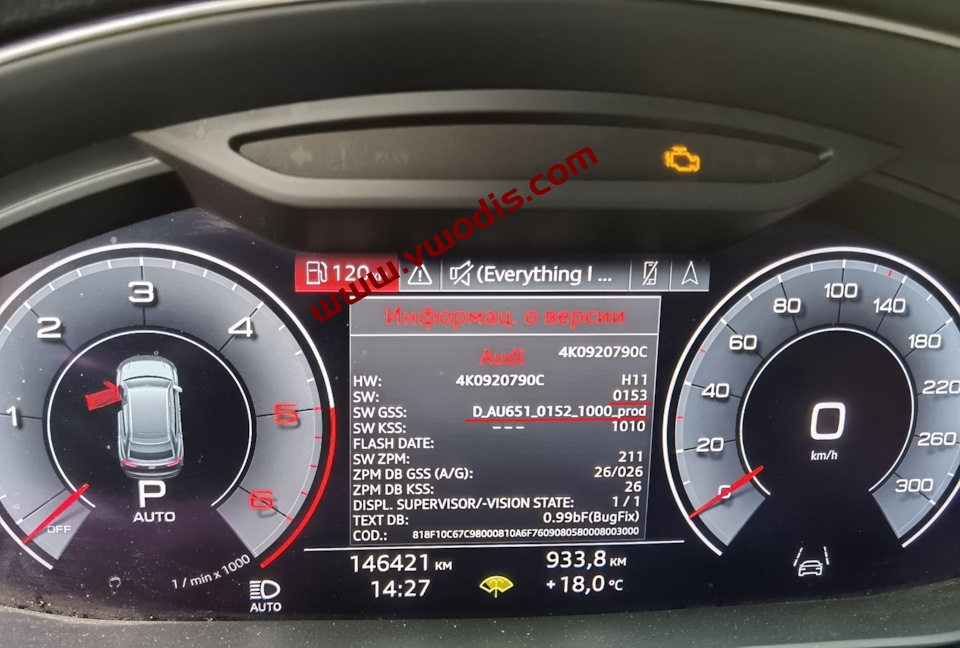 www.vwodis.com
120 км
(Everything I ...
Информац. о версии
Audi 4K0920790C
HW: 4K0920790C H11
SW: 0153
SW GSS: D_AU651_0152_1000_prod
SW KSS: --- 1010
FLASH DATE:
SW ZPM: 211
ZPM DB GSS (A/G): 26/026
ZPM DB KSS: 26
DISPL. SUPERVISOR/-VISION STATE: 1 / 1
TEXT DB: 0.99bF(BugFix)
COD.: 818F10C67C98000810A6F7609080580008003000
1 2 3 4 5 6
OFF
P
AUTO
1 / min x 1000
0 20 40 60 80 100 120 140 180 220 260 300
0
km/h
146421 км 933,8 км
14:27 +18,0 °C
AUTO